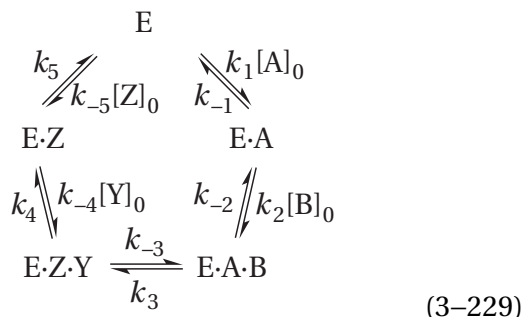 E
k₅ k₁[A]₀
k₋₅[Z]₀ k₋₁
E·Z E·A
k₄ k₋₄[Y]₀ k₋₂ k₂[B]₀
k₋₃
E·Z·Y E·A·B
k₃
(3–229)